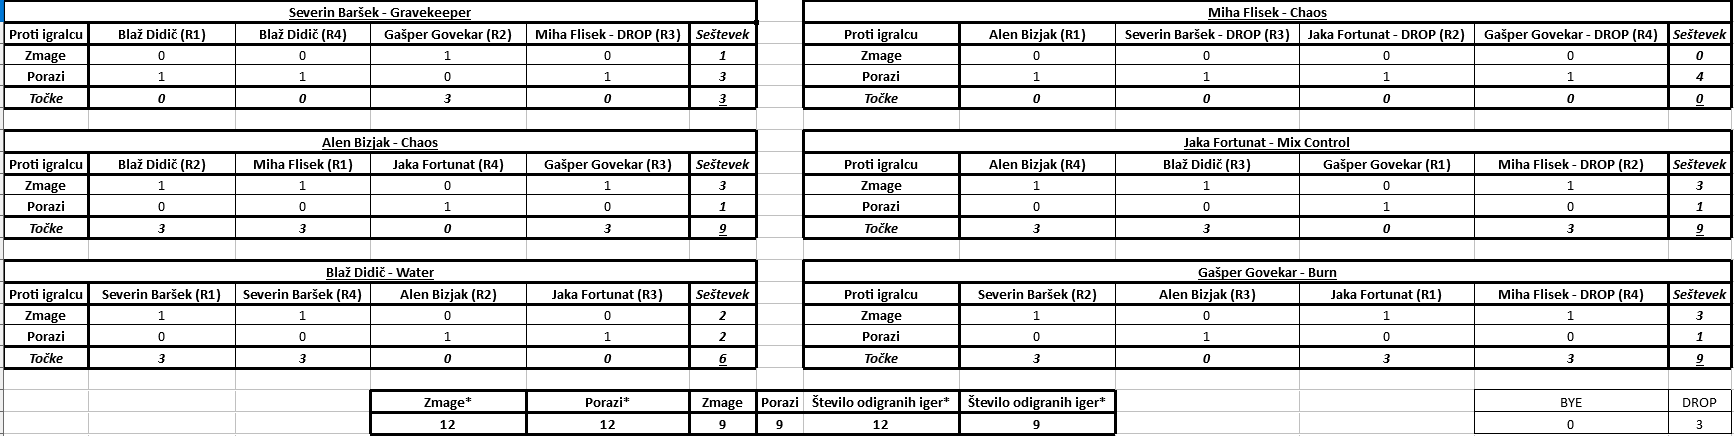 Severin Baršek - Gravekeeper
Proti igralcu Blaž Didič (R1) Blaž Didič (R4) Gašper Govekar (R2) Miha Flisek - DROP (R3) Seštevek
Zmage 0 0 1 0 1
Porazi 1 1 0 1 3
Točke 0 0 3 0 3
Miha Flisek - Chaos
Proti igralcu Alen Bizjak (R1) Severin Baršek - DROP (R3) Jaka Fortunat - DROP (R2) Gašper Govekar - DROP (R4) Seštevek
Zmage 0 0 0 0 0
Porazi 1 1 1 1 4
Točke 0 0 0 0 0
Alen Bizjak - Chaos
Proti igralcu Blaž Didič (R2) Miha Flisek (R1) Jaka Fortunat (R4) Gašper Govekar (R3) Seštevek
Zmage 1 1 0 1 3
Porazi 0 0 1 0 1
Točke 3 3 0 3 9
Jaka Fortunat - Mix Control
Proti igralcu Alen Bizjak (R4) Blaž Didič (R3) Gašper Govekar (R1) Miha Flisek - DROP (R2) Seštevek
Zmage 1 1 0 1 3
Porazi 0 0 1 0 1
Točke 3 3 0 3 9
Blaž Didič - Water
Proti igralcu Severin Baršek (R1) Severin Baršek (R4) Alen Bizjak (R2) Jaka Fortunat (R3) Seštevek
Zmage 1 1 0 0 2
Porazi 0 0 1 1 2
Točke 3 3 0 0 6
Gašper Govekar - Burn
Proti igralcu Severin Baršek (R2) Alen Bizjak (R3) Jaka Fortunat (R1) Miha Flisek - DROP (R4) Seštevek
Zmage 1 0 1 1 3
Porazi 0 1 0 0 1
Točke 3 0 3 3 9
Zmage* Porazi* Zmage Porazi Število odigranih iger* Število odigranih iger* BYE DROP
12 12 9 9 12 9 0 3